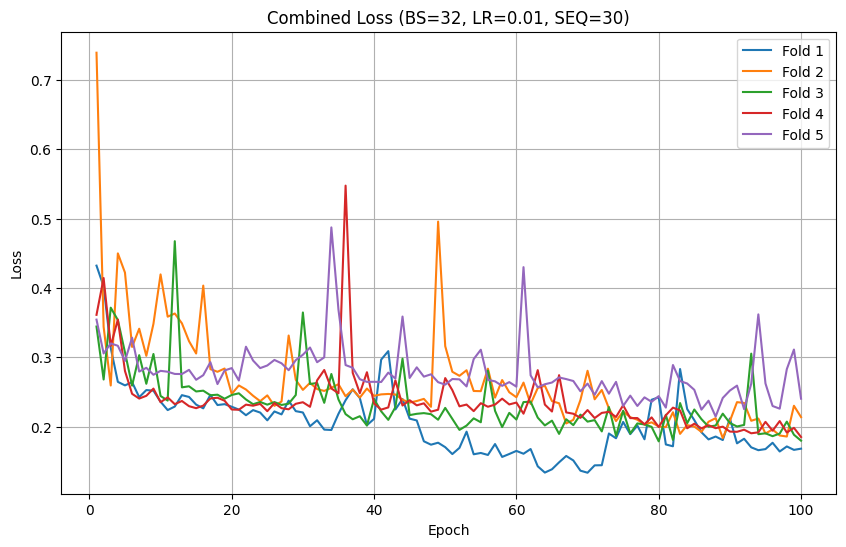 Combined Loss (BS=32, LR=0.01, SEQ=30)
Fold 1
Fold 2
Fold 3
Fold 4
Fold 5
0.7
0.6
0.5
0.4
0.3
0.2
Loss
0 20 40 60 80 100
Epoch